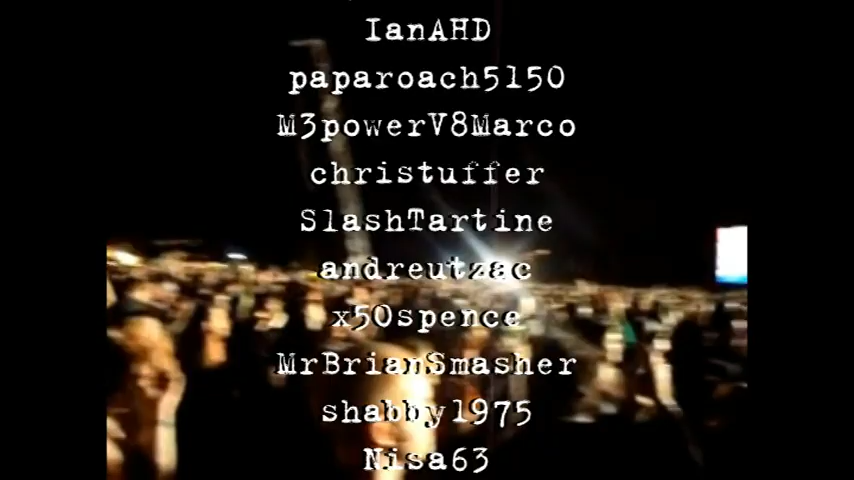 IanAHD
paparoach5150
M3powerV8Marco
christuffer
SlashTartine
andreutzac
x50spence
MrBrianSmasher
shabby1975
Nisa63